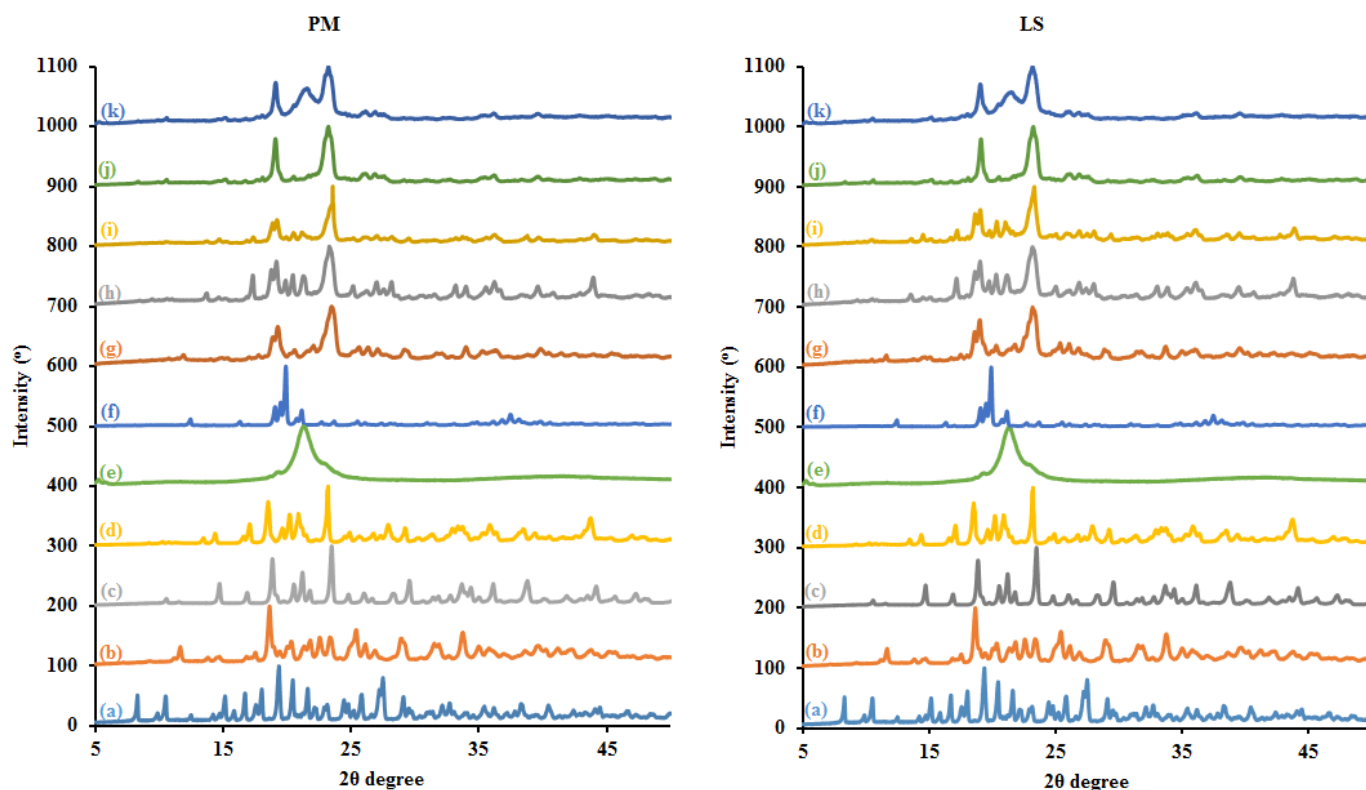 PM
1100
(k)
1000
(j)
900
(i)
800
(h)
700
(g)
600
(f)
500
(e)
400
(d)
300
(c)
200
(b)
100
(a)
0
5
15
25
35
45
Intensity (º)
2θ degree
LS
1100
(k)
1000
(j)
900
(i)
800
(h)
700
(g)
600
(f)
500
(e)
400
(d)
300
(c)
200
(b)
100
(a)
0
5
15
25
35
45
Intensity (º)
2θ degree